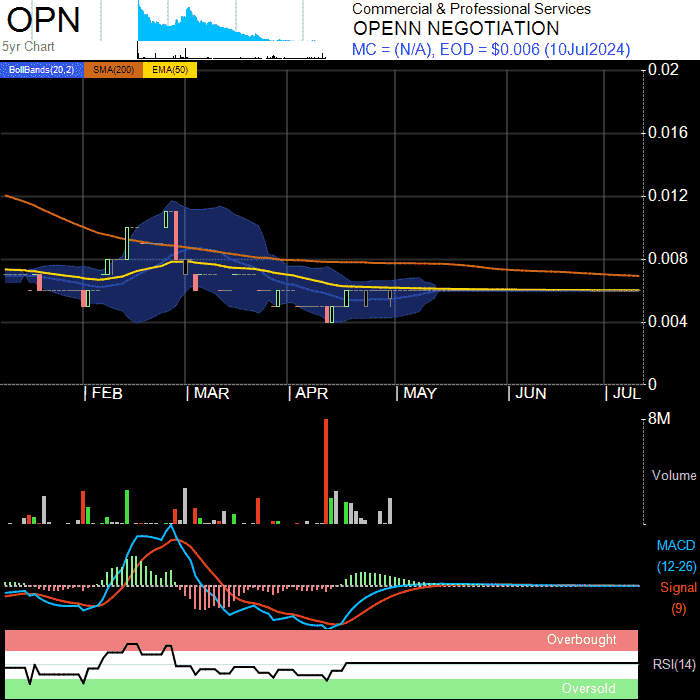 OPN
Commercial & Professional Services
OPENN NEGOTIATION
5yr Chart
MC = (N/A), EOD = $0.006 (10Jul2024)
BollBands(20,2) SMA(200) EMA(50)
0.02
0.016
0.012
0.008
0.004
0
FEB MAR APR MAY JUN JUL
8M
Volume
MACD
(12-26)
Signal
(9)
Overbought
RSI(14)
Oversold